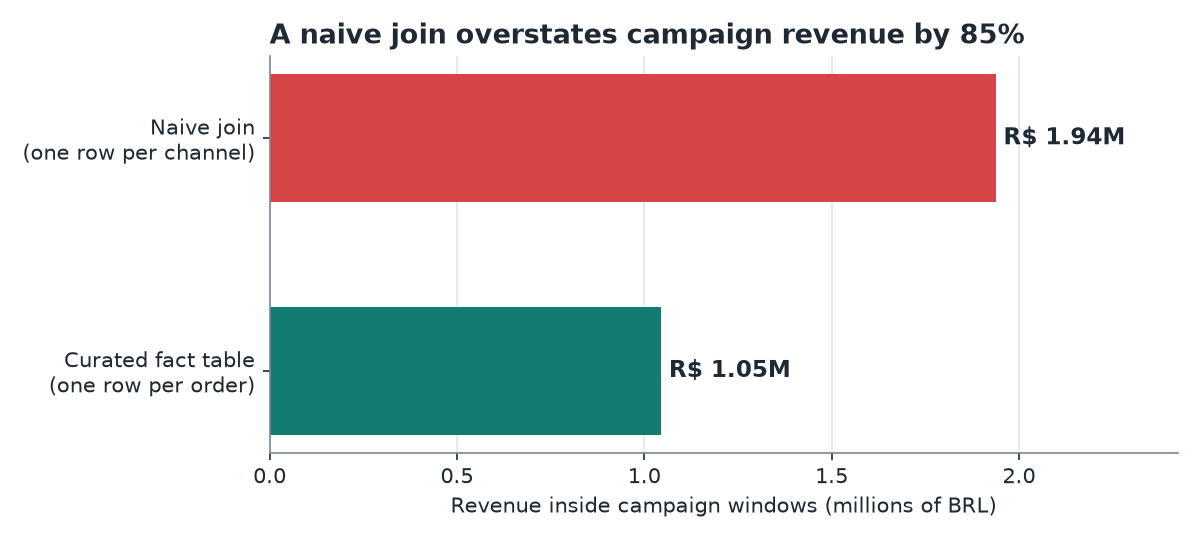 A naive join overstates campaign revenue by 85%
Naive join
(one row per channel)
R$ 1.94M
Curated fact table
(one row per order)
R$ 1.05M
0.0 0.5 1.0 1.5 2.0
Revenue inside campaign windows (millions of BRL)